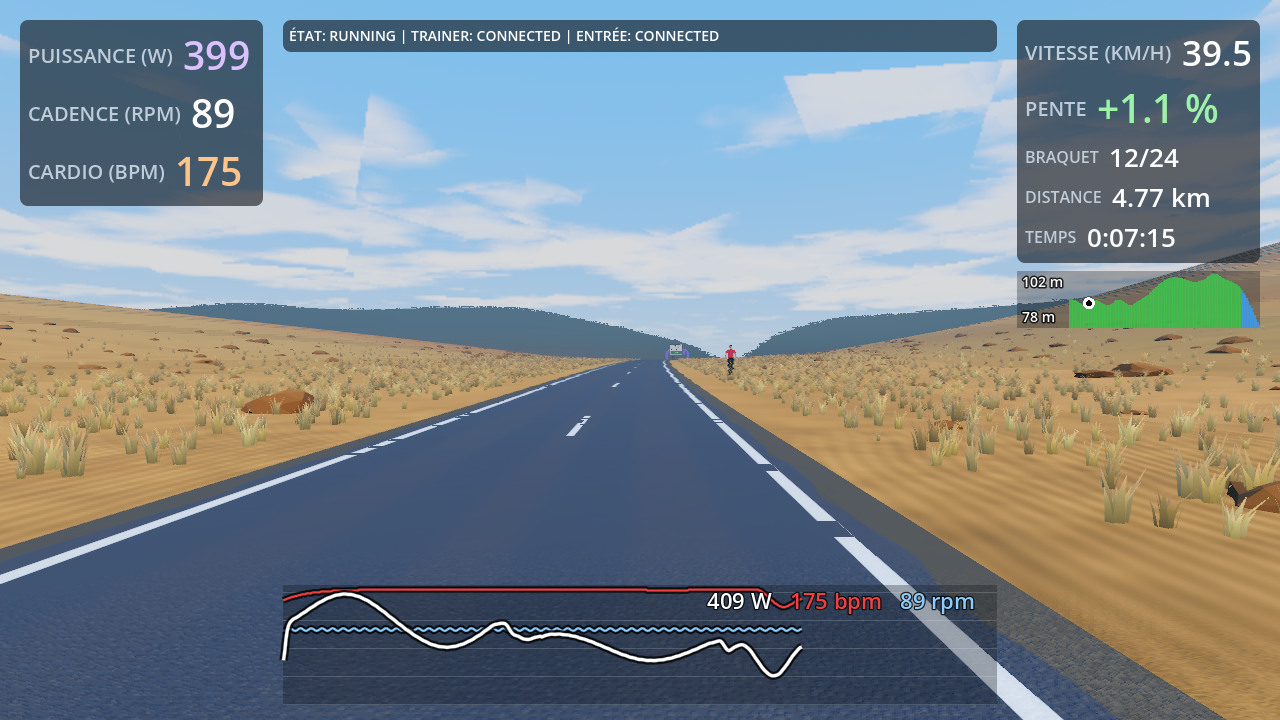 PUISSANCE (W) 399
CADENCE (RPM) 89
CARDIO (BPM) 175
ÉTAT: RUNNING | TRAINER: CONNECTED | ENTRÉE: CONNECTED
VITESSE (KM/H) 39.5
PENTE +1.1 %
BRAQUET 12/24
DISTANCE 4.77 km
TEMPS 0:07:15
102 m
78 m
409 W 175 bpm 89 rpm